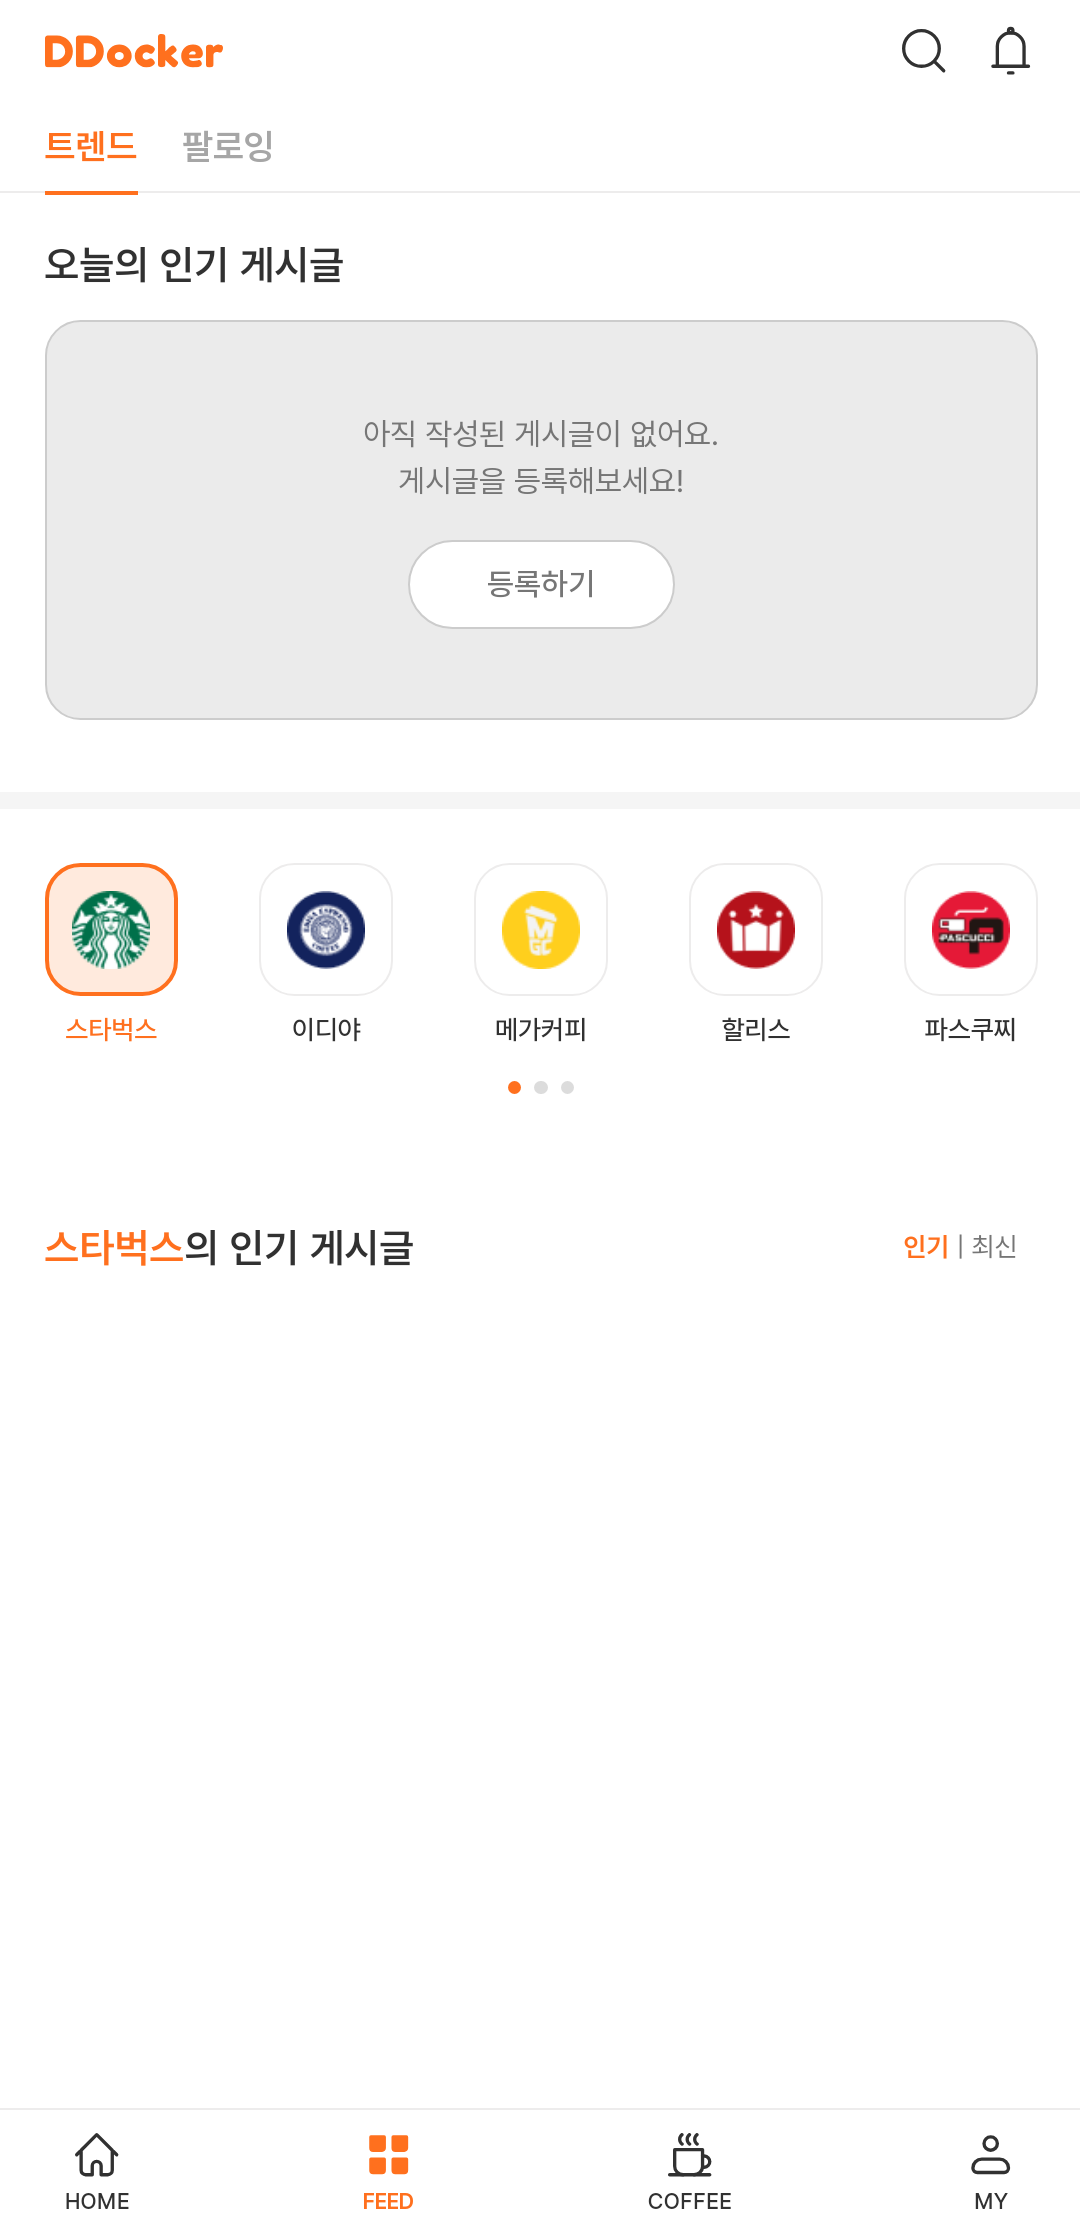 DDocker
트렌드 팔로잉
오늘의 인기 게시글
아직 작성된 게시글이 없어요.
게시글을 등록해보세요!
등록하기
MGC
PASCUCCI
스타벅스 이디야 메가커피 할리스 파스쿠찌
스타벅스의 인기 게시글
인기 | 최신
HOME FEED COFFEE MY